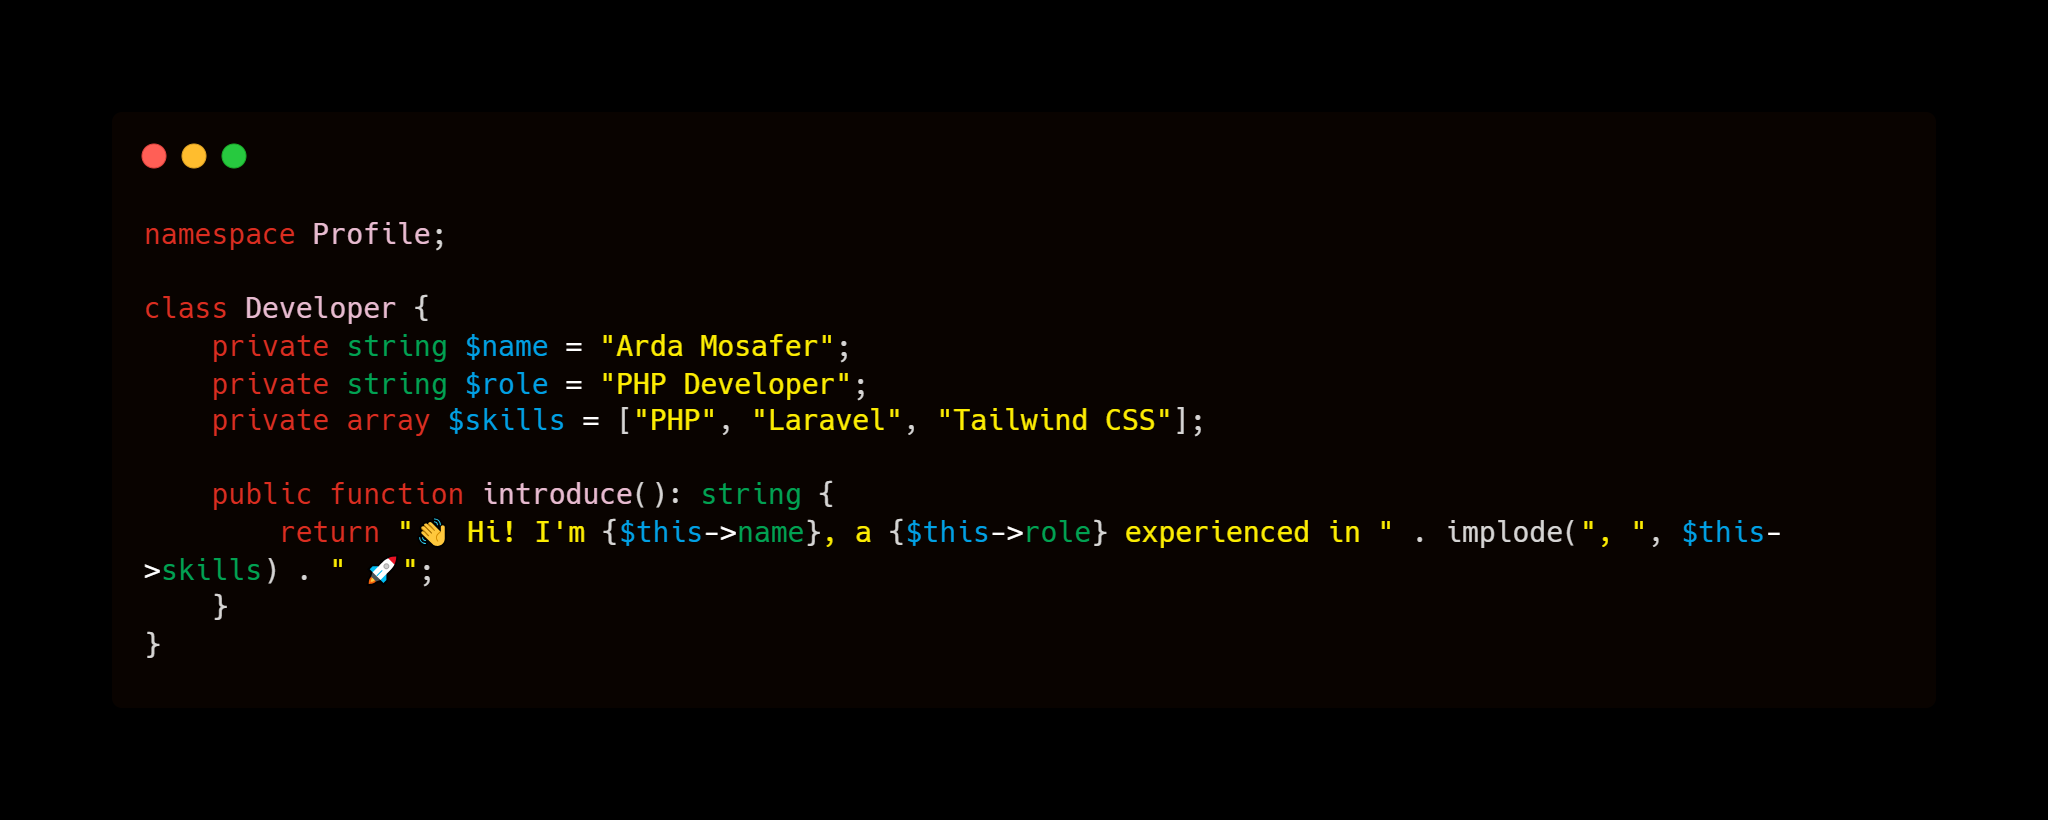 namespace Profile;
class Developer {
    private string $name = "Arda Mosafer";
    private string $role = "PHP Developer";
    private array $skills = ["PHP", "Laravel", "Tailwind CSS"];
    public function introduce(): string {
        return "👋 Hi! I'm {$this->name}, a {$this->role} experienced in " . implode(", ", $this-
>skills) . " 🚀";
    }
}